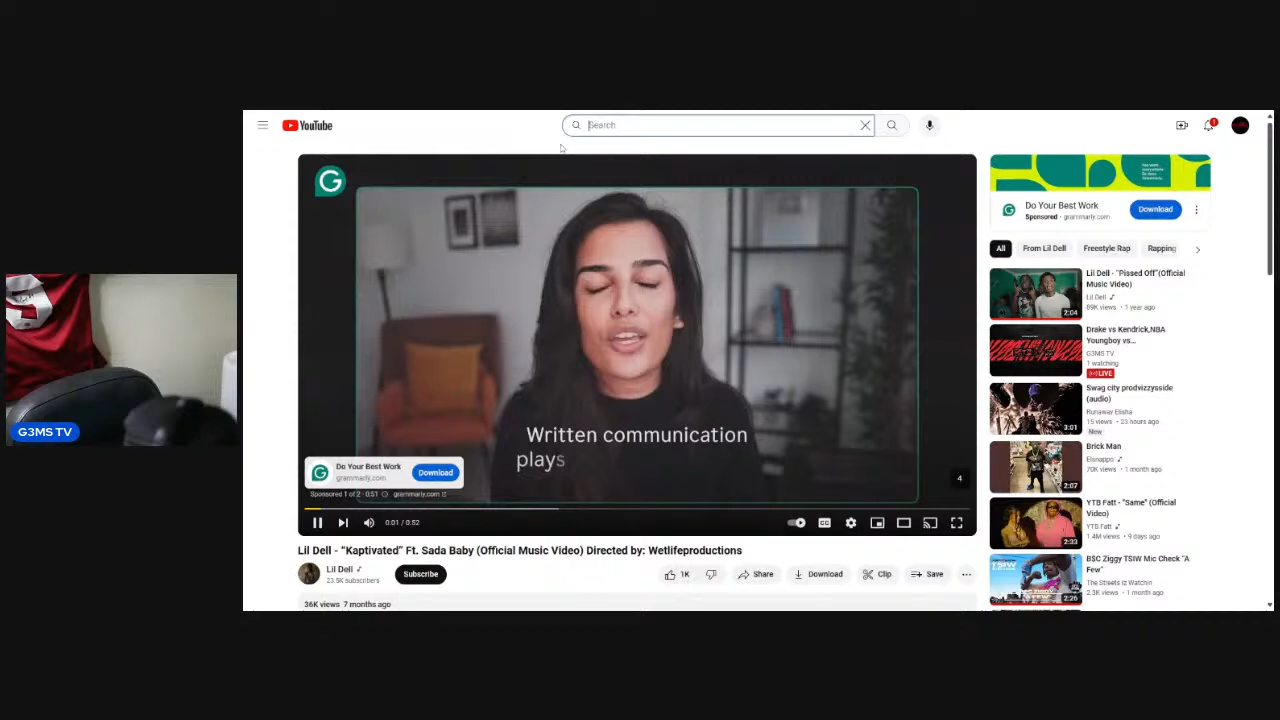 YouTube
Search
1
G
Written communication
plays
Do Your Best Work
grammarly.com
Download
Sponsored 1 of 2 · 0:51
grammarly.com
4
0:01 / 0:52
CC
Lil Dell - “Kaptivated” Ft. Sada Baby (Official Music Video) Directed by: Wetlifeproductions
Lil Dell
23.5K subscribers
Subscribe
1K
Share
Download
Clip
Save
36K views 7 months ago
Do Your Best Work
Sponsored · grammarly.com
Download
All
From Lil Dell
Freestyle Rap
Rapping
Lil Dell - "Pissed Off"(Official
Music Video)
Lil Dell
89K views · 1 year ago
2:04
Drake vs Kendrick,NBA
Youngboy vs...
G3MS TV
1 watching
LIVE
Swag city prodvizzysside
(audio)
Runaway Elisha
15 views · 23 hours ago
New
3:01
Brick Man
Elsnappo
70K views · 1 month ago
2:07
YTB Fatt - "Same" (Official
Video)
YTB Fatt
1.4M views · 9 days ago
2:33
B$C Ziggy TSIW Mic Check "A
Few"
The Streets Iz Watchin
2.3K views · 1 month ago
2:26
G3MS TV